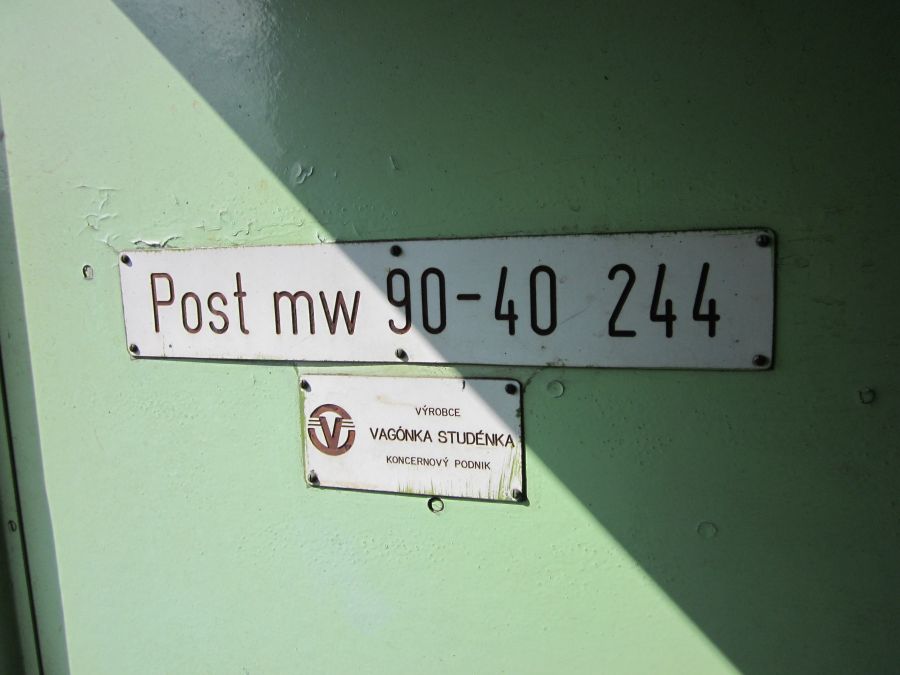 Post mw 90-40 244
VÝROBCE
V
VAGÓNKA STUDÉNKA
KONCERNOVÝ PODNIK